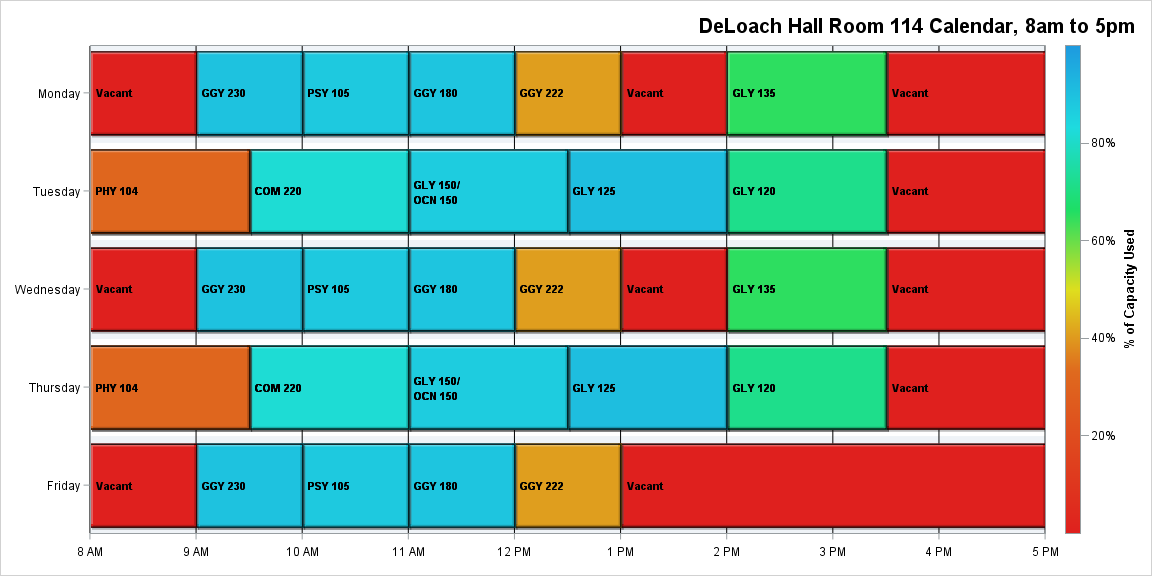 DeLoach Hall Room 114 Calendar, 8am to 5pm
Monday
Vacant
GGY 230
PSY 105
GGY 180
GGY 222
Vacant
GLY 135
Vacant
Tuesday
PHY 104
COM 220
GLY 150/
OCN 150
GLY 125
GLY 120
Vacant
Wednesday
Vacant
GGY 230
PSY 105
GGY 180
GGY 222
Vacant
GLY 135
Vacant
Thursday
PHY 104
COM 220
GLY 150/
OCN 150
GLY 125
GLY 120
Vacant
Friday
Vacant
GGY 230
PSY 105
GGY 180
GGY 222
Vacant
8 AM
9 AM
10 AM
11 AM
12 PM
1 PM
2 PM
3 PM
4 PM
5 PM
80%
60%
40%
20%
% of Capacity Used